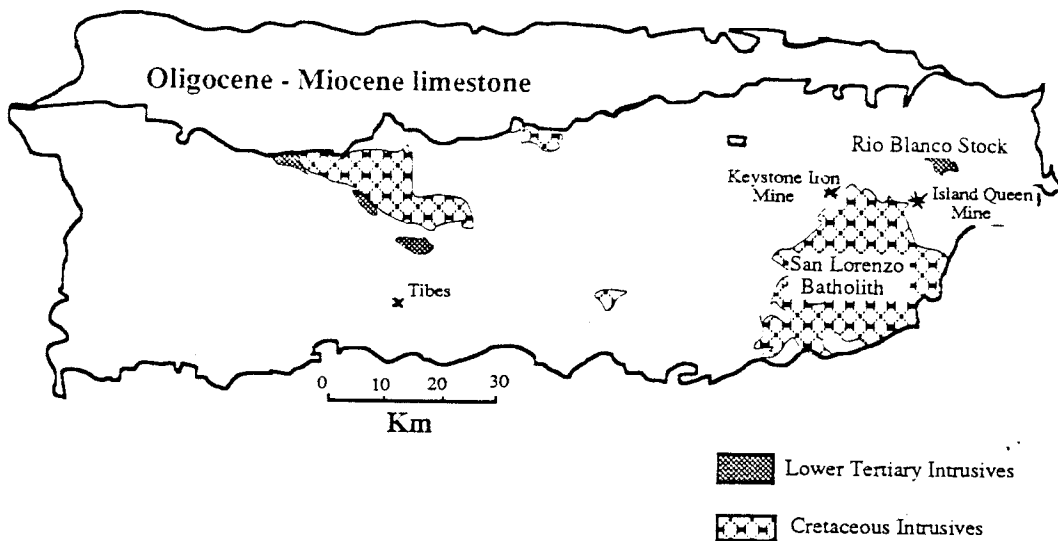 Oligocene - Miocene limestone
Rio Blanco Stock
Keystone Iron
Mine
Island Queen
Mine
San Lorenzo
Batholith
Tibes
0 10 20 30
Km
Lower Tertiary Intrusives
Cretaceous Intrusives